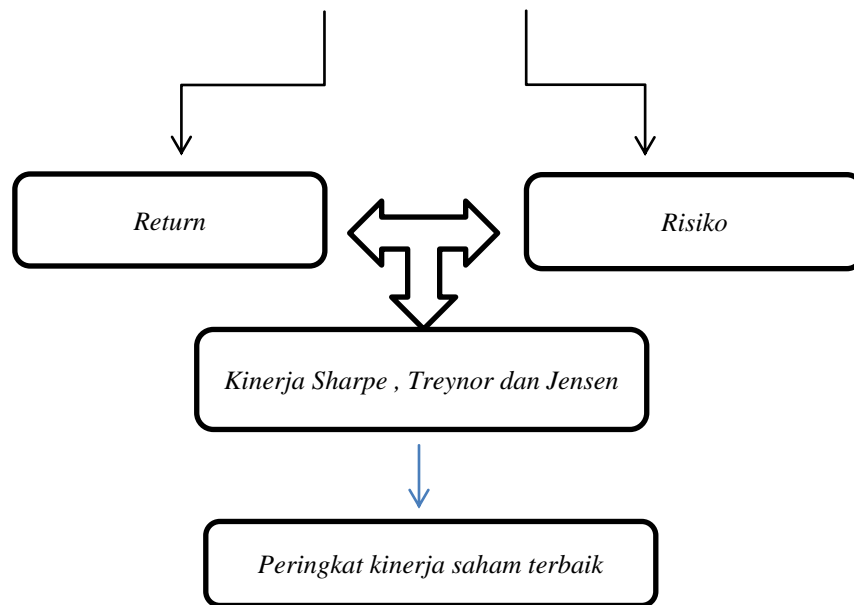 Return
Risiko
Kinerja Sharpe , Treynor dan Jensen
Peringkat kinerja saham terbaik